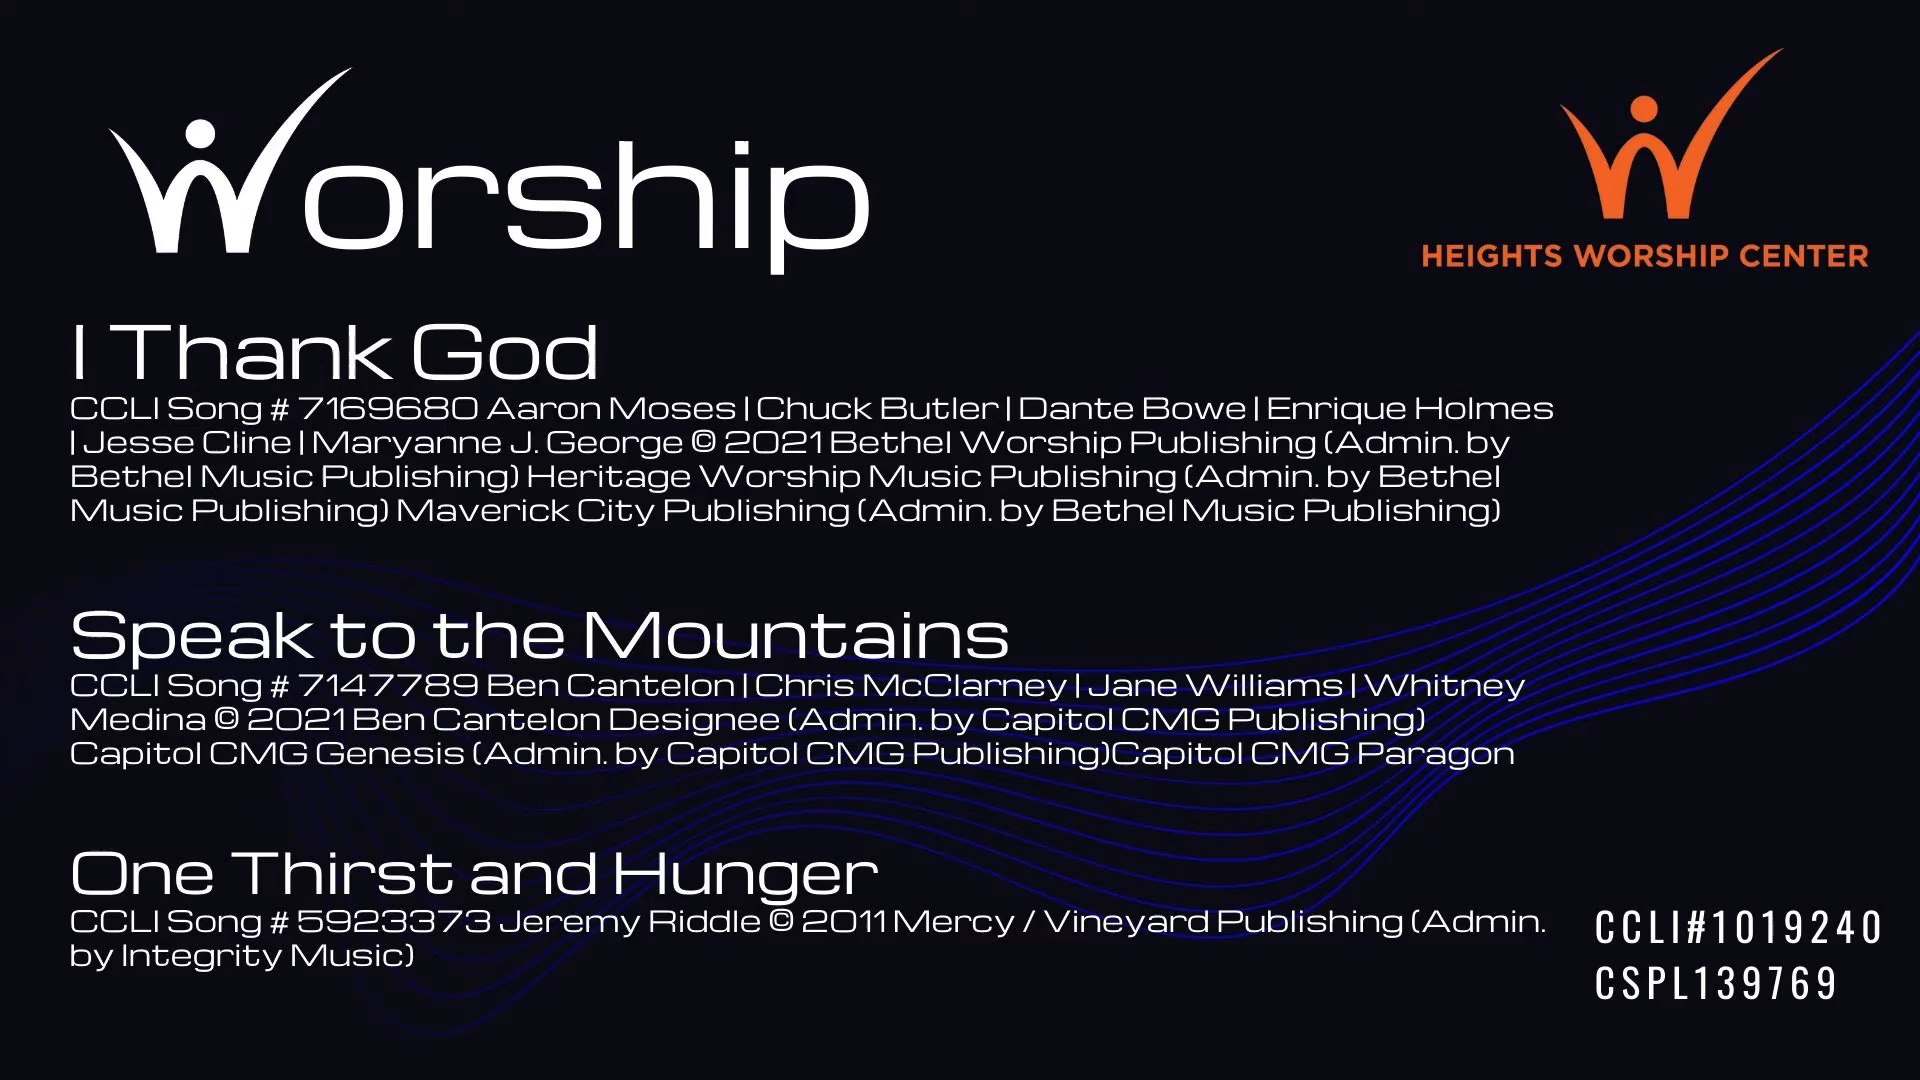 Worship
HEIGHTS WORSHIP CENTER
I Thank God
CCLI Song # 7169680 Aaron Moses | Chuck Butler | Dante Bowe | Enrique Holmes
| Jesse Cline | Maryanne J. George © 2021 Bethel Worship Publishing (Admin. by
Bethel Music Publishing) Heritage Worship Music Publishing (Admin. by Bethel
Music Publishing) Maverick City Publishing (Admin. by Bethel Music Publishing)
Speak to the Mountains
CCLI Song # 7147789 Ben Cantelon | Chris McClarney | Jane Williams | Whitney
Medina © 2021 Ben Cantelon Designee (Admin. by Capitol CMG Publishing)
Capitol CMG Genesis (Admin. by Capitol CMG Publishing)Capitol CMG Paragon
One Thirst and Hunger
CCLI Song # 5923373 Jeremy Riddle © 2011 Mercy / Vineyard Publishing (Admin.
by Integrity Music)
CCLI#1019240
CSPL139769